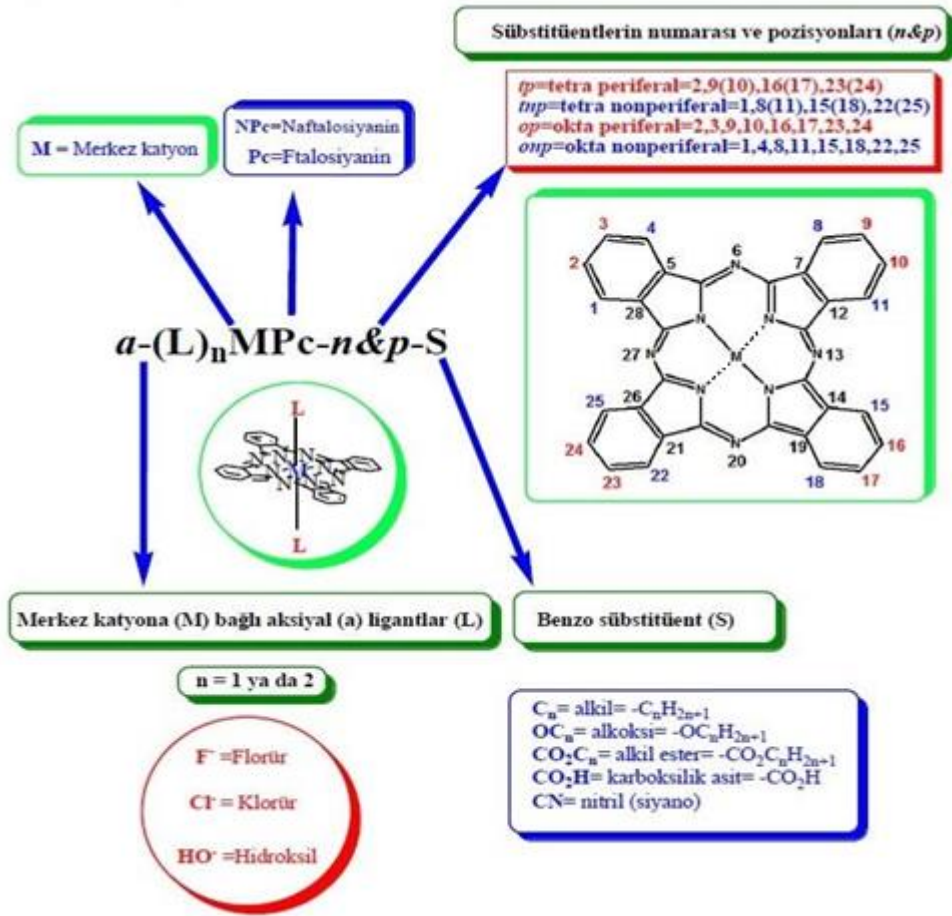 Sübstitüentlerin numarası ve pozisyonları (n&p)
tp=tetra periferal=2,9(10),16(17),23(24)
tnp=tetra nonperiferal=1,8(11),15(18),22(25)
op=okta periferal=2,3,9,10,16,17,23,24
onp=okta nonperiferal=1,4,8,11,15,18,22,25
M = Merkez katyon
NPc=Naftalosiyanin
Pc=Ftalosiyanin
3 4 8 9
6
2 5 7 10
1 N 11
28 12
N N
27 N M N 13
N N
25 26 14 15
24 21 N 19 16
20
23 22 18 17
a-(L)nMPc-n&p-S
L
N N N N N N
L
Merkez katyona (M) bağlı aksiyal (a) ligantlar (L)
Benzo sübstitüent (S)
n = 1 ya da 2
F⁻ =Florür
Cl⁻ = Klorür
HO⁻ =Hidroksil
Cn= alkil= -CnH2n+1
OCn= alkoksi= -OCnH2n+1
CO2Cn= alkil ester= -CO2CnH2n+1
CO2H= karboksilik asit= -CO2H
CN= nitril (siyano)